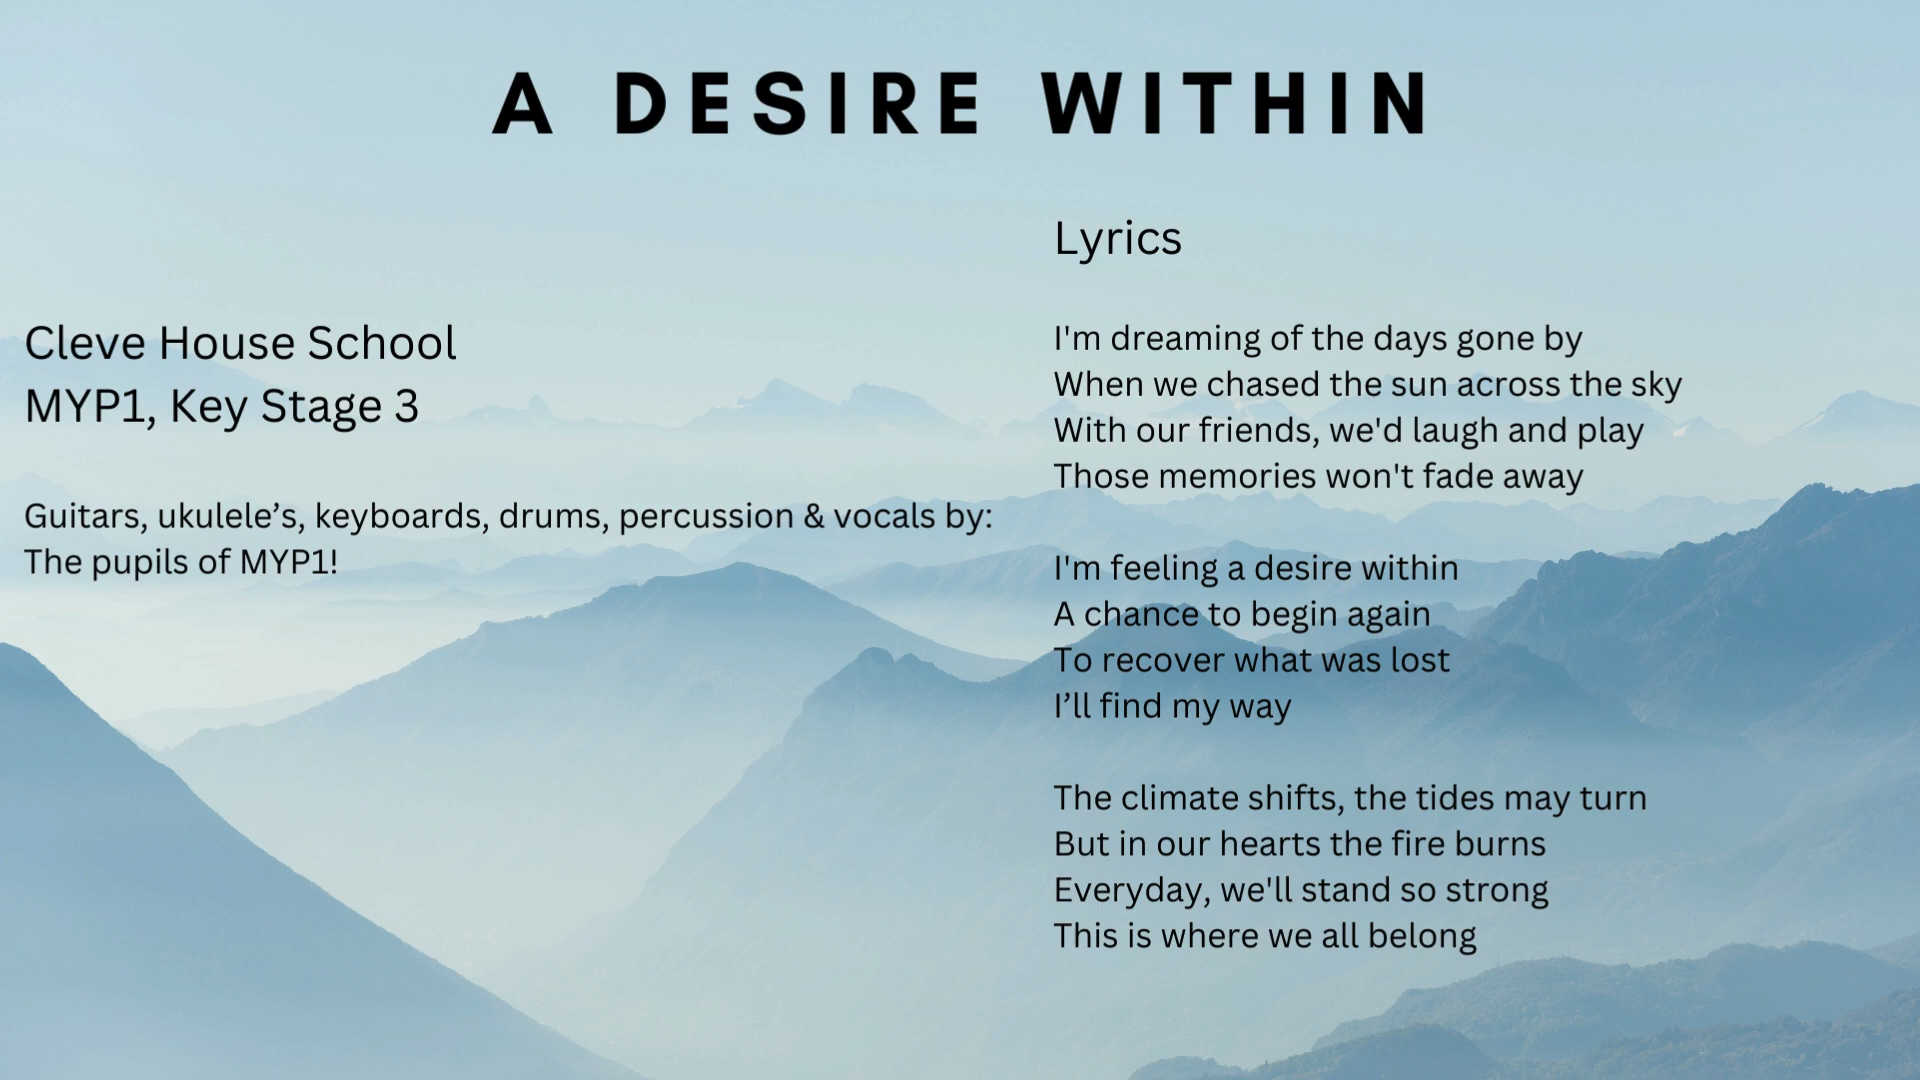 A DESIRE WITHIN
Cleve House School
MYP1, Key Stage 3
Guitars, ukulele’s, keyboards, drums, percussion & vocals by:
The pupils of MYP1!
Lyrics
I'm dreaming of the days gone by
When we chased the sun across the sky
With our friends, we'd laugh and play
Those memories won't fade away
I'm feeling a desire within
A chance to begin again
To recover what was lost
I’ll find my way
The climate shifts, the tides may turn
But in our hearts the fire burns
Everyday, we'll stand so strong
This is where we all belong